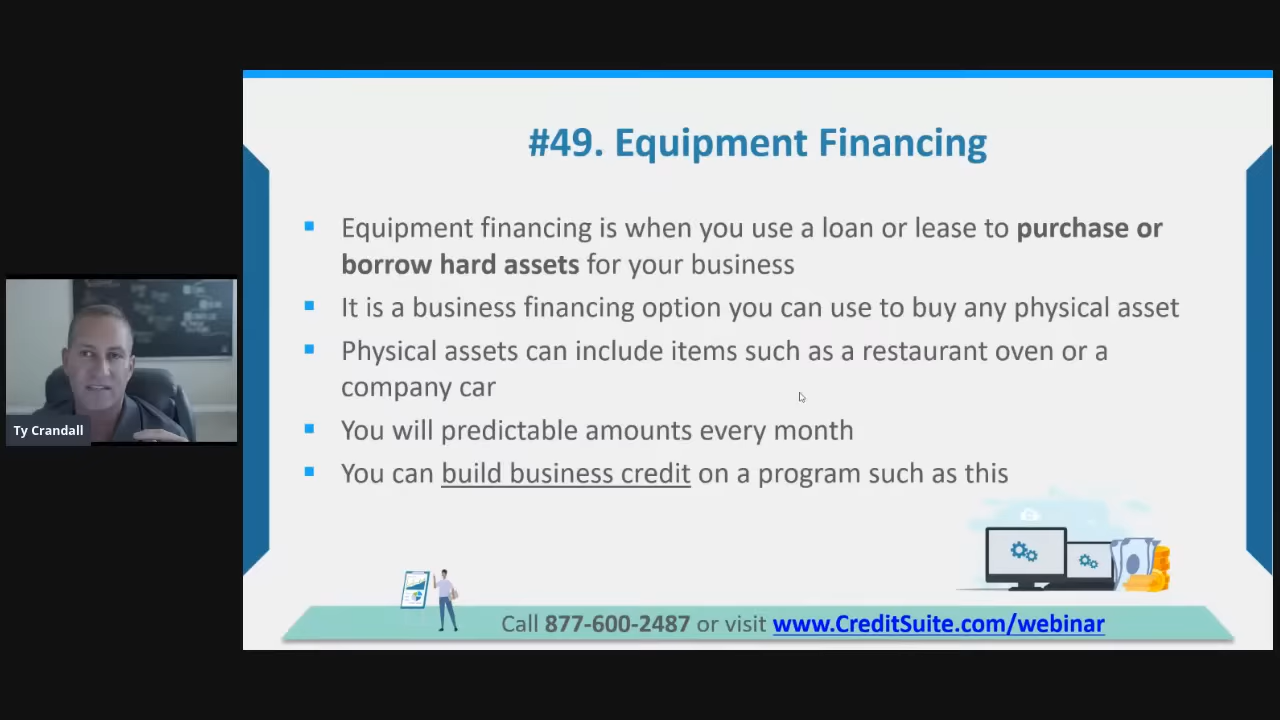 #49. Equipment Financing
Equipment financing is when you use a loan or lease to purchase or
borrow hard assets for your business
It is a business financing option you can use to buy any physical asset
Physical assets can include items such as a restaurant oven or a
company car
You will predictable amounts every month
You can build business credit on a program such as this
Ty Crandall
Call 877-600-2487 or visit www.CreditSuite.com/webinar